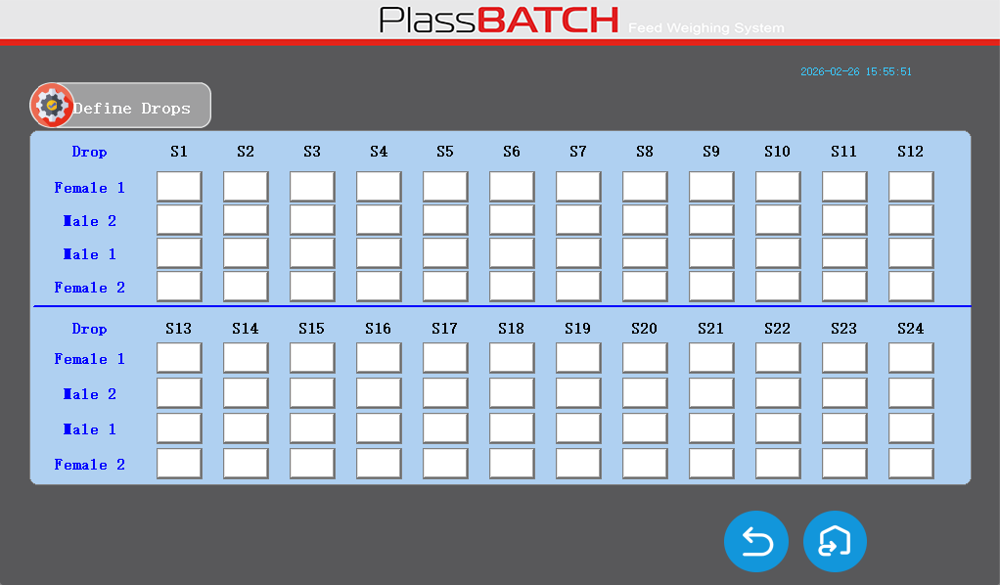 PlassBATCH Feed Weighing System
2026-02-26 15:55:51
Define Drops
Drop S1 S2 S3 S4 S5 S6 S7 S8 S9 S10 S11 S12
Female 1
Male 2
Male 1
Female 2
Drop S13 S14 S15 S16 S17 S18 S19 S20 S21 S22 S23 S24
Female 1
Male 2
Male 1
Female 2